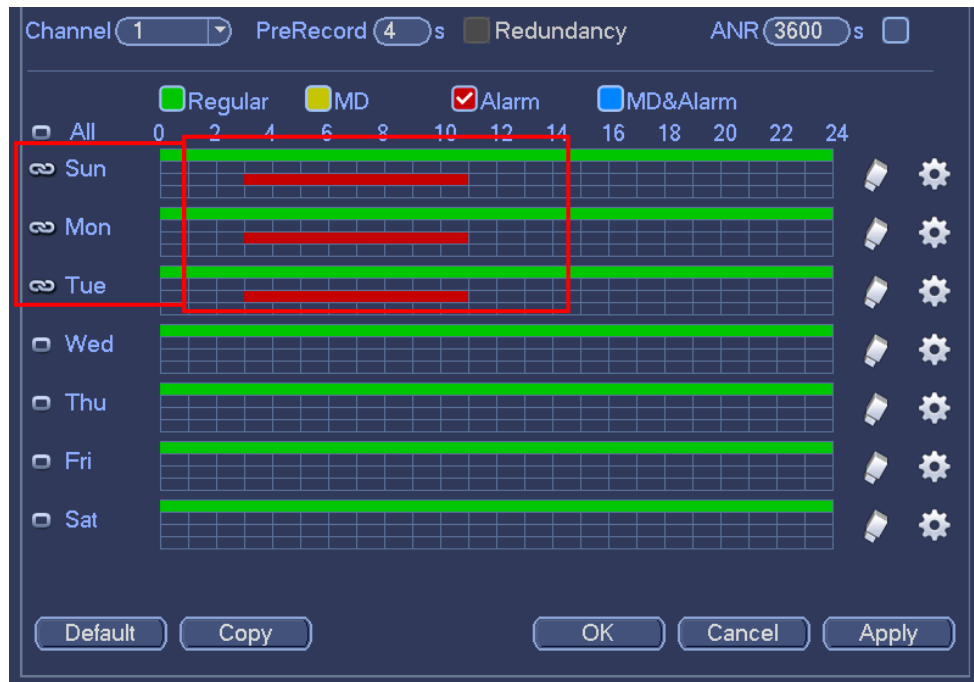 Channel 1 PreRecord 4 s Redundancy ANR 3600 s
Regular MD Alarm MD&Alarm
All 0 2 4 6 8 10 12 14 16 18 20 22 24
Sun
Mon
Tue
Wed
Thu
Fri
Sat
Default Copy OK Cancel Apply